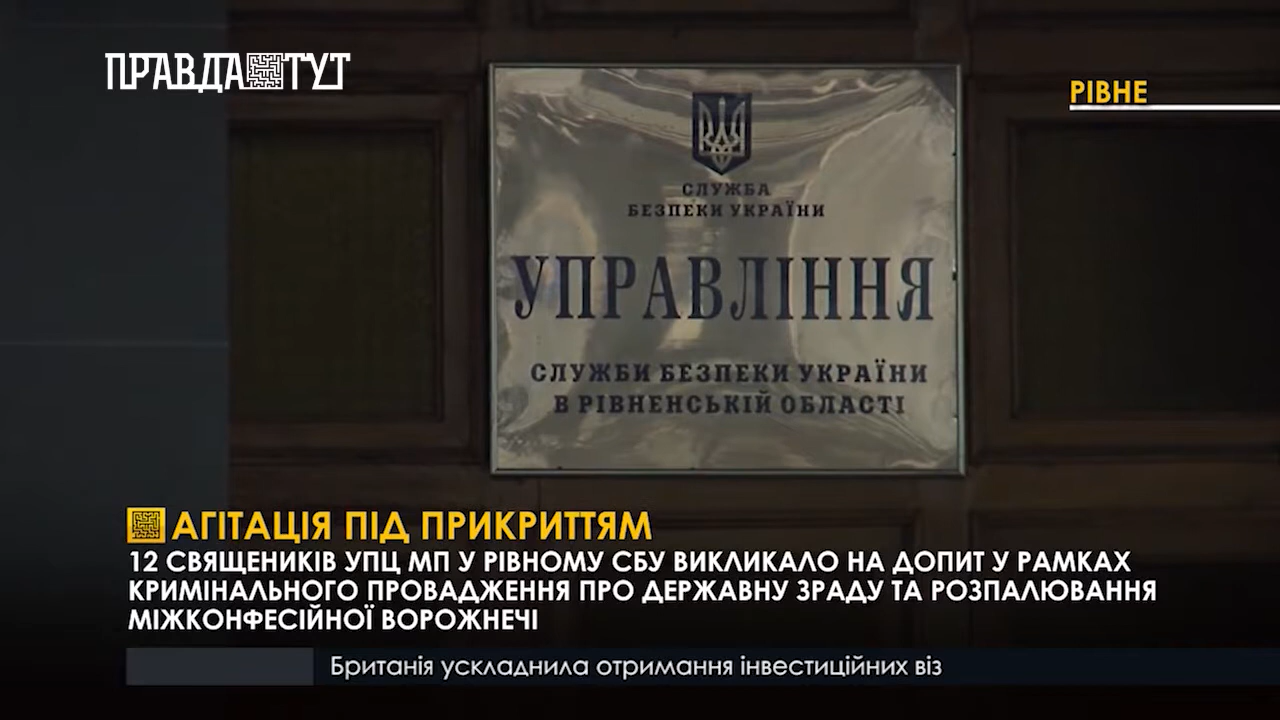 ПРАВДА ТУТ
РІВНЕ
СЛУЖБА
БЕЗПЕКИ УКРАЇНИ
УПРАВЛІННЯ
СЛУЖБИ БЕЗПЕКИ УКРАЇНИ
В РІВНЕНСЬКІЙ ОБЛАСТІ
АГІТАЦІЯ ПІД ПРИКРИТТЯМ
12 СВЯЩЕНИКІВ УПЦ МП У РІВНОМУ СБУ ВИКЛИКАЛО НА ДОПИТ У РАМКАХ
КРИМІНАЛЬНОГО ПРОВАДЖЕННЯ ПРО ДЕРЖАВНУ ЗРАДУ ТА РОЗПАЛЮВАННЯ
МІЖКОНФЕСІЙНОЇ ВОРОЖНЕЧІ
Британія ускладнила отримання інвестиційних віз